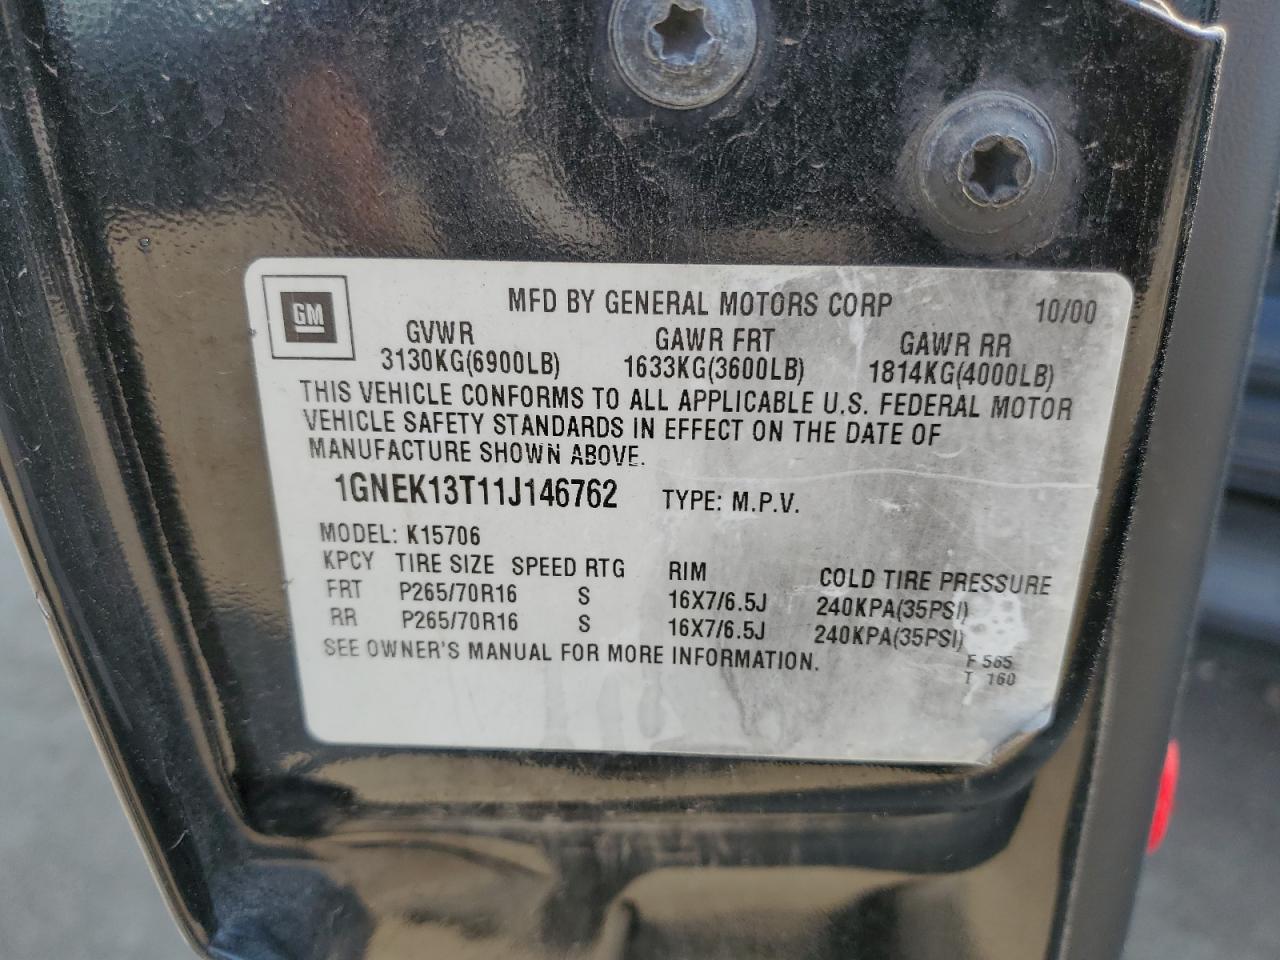 GM
MFD BY GENERAL MOTORS CORP 10/00
GVWR GAWR FRT GAWR RR
3130KG(6900LB) 1633KG(3600LB) 1814KG(4000LB)
THIS VEHICLE CONFORMS TO ALL APPLICABLE U.S. FEDERAL MOTOR
VEHICLE SAFETY STANDARDS IN EFFECT ON THE DATE OF
MANUFACTURE SHOWN ABOVE.
1GNEK13T11J146762 TYPE: M.P.V.
MODEL: K15706
KPCY TIRE SIZE SPEED RTG RIM COLD TIRE PRESSURE
FRT P265/70R16 S 16X7/6.5J 240KPA(35PSI)
RR P265/70R16 S 16X7/6.5J 240KPA(35PSI)
SEE OWNER'S MANUAL FOR MORE INFORMATION.
F 565
T 160